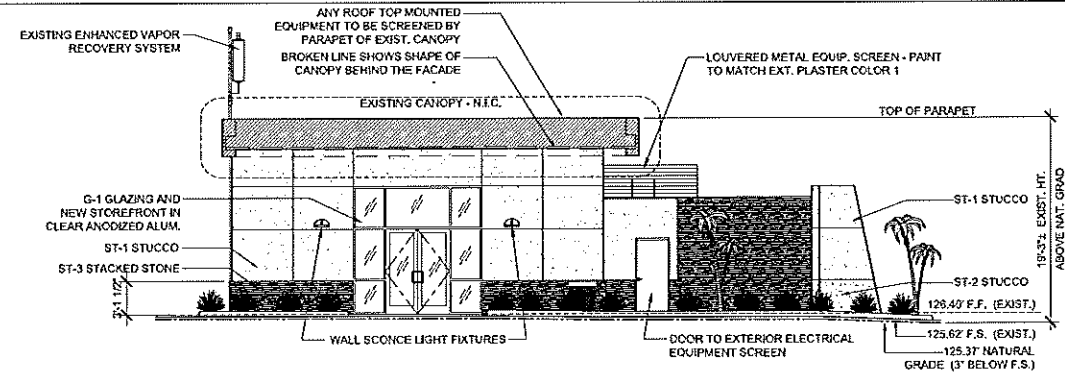 EXISTING ENHANCED VAPOR
RECOVERY SYSTEM
ANY ROOF TOP MOUNTED
EQUIPMENT TO BE SCREENED BY
PARAPET OF EXIST. CANOPY
BROKEN LINE SHOWS SHAPE OF
CANOPY BEHIND THE FACADE
LOUVERED METAL EQUIP. SCREEN - PAINT
TO MATCH EXT. PLASTER COLOR 1
EXISTING CANOPY - N.I.C.
TOP OF PARAPET
G-1 GLAZING AND
NEW STOREFRONT IN
CLEAR ANODIZED ALUM.
ST-1 STUCCO
ST-3 STACKED STONE
3'-1 1/2"
WALL SCONCE LIGHT FIXTURES
DOOR TO EXTERIOR ELECTRICAL
EQUIPMENT SCREEN
ST-1 STUCCO
ST-2 STUCCO
19'-3"± EXIST. HT.
ABOVE NAT. GRAD
126.40' F.F. (EXIST.)
125.62' F.S. (EXIST.)
125.37' NATURAL
GRADE (3" BELOW F.S.)